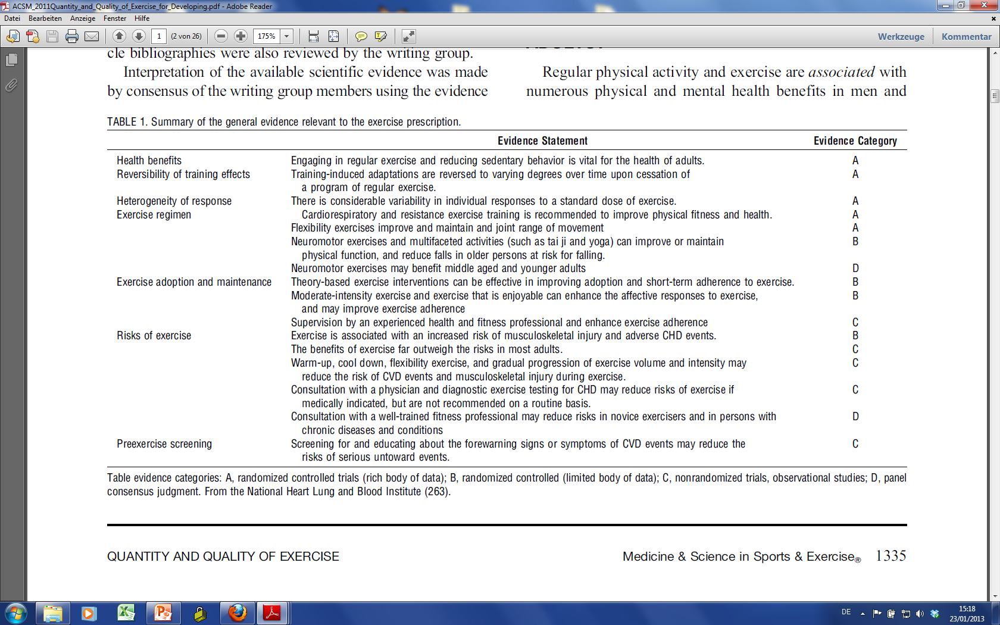 ACSM_2011Quantity_and_Quality_of_Exercise_for_Developing.pdf - Adobe Reader
Datei Bearbeiten Anzeige Fenster Hilfe
1 (2 von 26) 175% Werkzeuge Kommentar
cle bibliographies were also reviewed by the writing group.
Interpretation of the available scientific evidence was made
by consensus of the writing group members using the evidence
Regular physical activity and exercise are associated with
numerous physical and mental health benefits in men and
TABLE 1. Summary of the general evidence relevant to the exercise prescription.
Evidence Statement Evidence Category
Health benefits Engaging in regular exercise and reducing sedentary behavior is vital for the health of adults. A
Reversibility of training effects Training-induced adaptations are reversed to varying degrees over time upon cessation of A
a program of regular exercise.
Heterogeneity of response There is considerable variability in individual responses to a standard dose of exercise. A
Exercise regimen Cardiorespiratory and resistance exercise training is recommended to improve physical fitness and health. A
Flexibility exercises improve and maintain and joint range of movement A
Neuromotor exercises and multifaceted activities (such as tai ji and yoga) can improve or maintain B
physical function, and reduce falls in older persons at risk for falling.
Neuromotor exercises may benefit middle aged and younger adults D
Exercise adoption and maintenance Theory-based exercise interventions can be effective in improving adoption and short-term adherence to exercise. B
Moderate-intensity exercise and exercise that is enjoyable can enhance the affective responses to exercise, B
and may improve exercise adherence
Supervision by an experienced health and fitness professional and enhance exercise adherence C
Risks of exercise Exercise is associated with an increased risk of musculoskeletal injury and adverse CHD events. B
The benefits of exercise far outweigh the risks in most adults. C
Warm-up, cool down, flexibility exercise, and gradual progression of exercise volume and intensity may C
reduce the risk of CVD events and musculoskeletal injury during exercise.
Consultation with a physician and diagnostic exercise testing for CHD may reduce risks of exercise if C
medically indicated, but are not recommended on a routine basis.
Consultation with a well-trained fitness professional may reduce risks in novice exercisers and in persons with D
chronic diseases and conditions
Preexercise screening Screening for and educating about the forewarning signs or symptoms of CVD events may reduce the C
risks of serious untoward events.
Table evidence categories: A, randomized controlled trials (rich body of data); B, randomized controlled (limited body of data); C, nonrandomized trials, observational studies; D, panel
consensus judgment. From the National Heart Lung and Blood Institute (263).
QUANTITY AND QUALITY OF EXERCISE Medicine & Science in Sports & Exercise® 1335
DE 15:18
23/01/2013